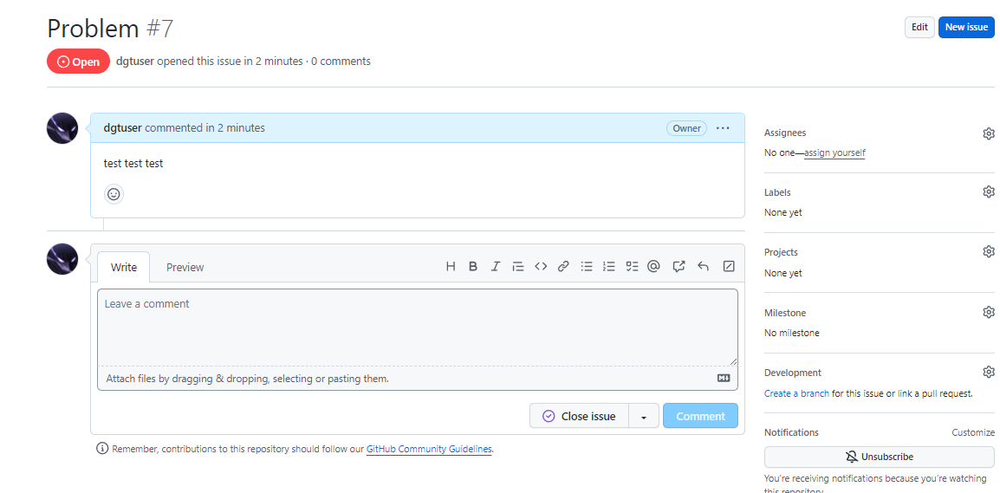 Problem #7
Edit
New issue
Open
dgtuser opened this issue in 2 minutes · 0 comments
dgtuser commented in 2 minutes
Owner
test test test
Write
Preview
Leave a comment
Attach files by dragging & dropping, selecting or pasting them.
Close issue
Comment
Remember, contributions to this repository should follow our GitHub Community Guidelines.
Assignees
No one—assign yourself
Labels
None yet
Projects
None yet
Milestone
No milestone
Development
Create a branch for this issue or link a pull request.
Notifications
Customize
Unsubscribe
You're receiving notifications because you're watching
this repository.